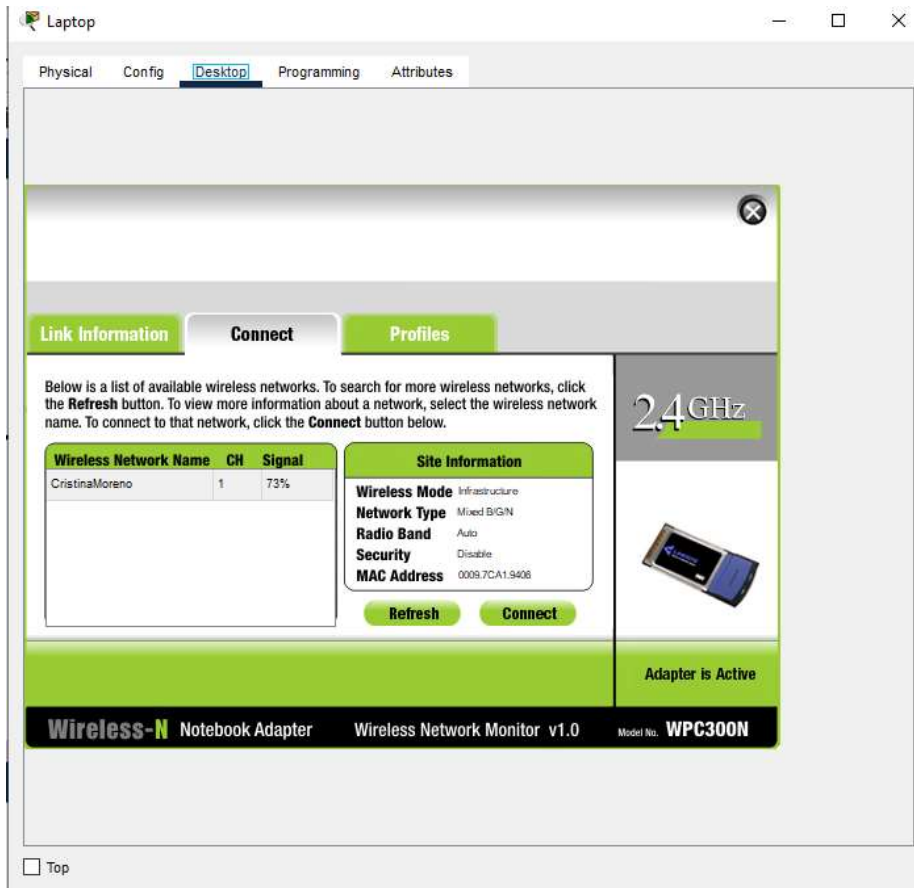 Laptop
Physical Config Desktop Programming Attributes
Link Information Connect Profiles
Below is a list of available wireless networks. To search for more wireless networks, click
the Refresh button. To view more information about a network, select the wireless network
name. To connect to that network, click the Connect button below.
2.4GHz
Wireless Network Name CH Signal
CristinaMoreno 1 73%
Site Information
Wireless Mode Infrastructure
Network Type Mixed B/G/N
Radio Band Auto
Security Disable
MAC Address 0009.7CA1.9406
Refresh Connect
Adapter is Active
Wireless-N Notebook Adapter Wireless Network Monitor v1.0 Model No. WPC300N
Top